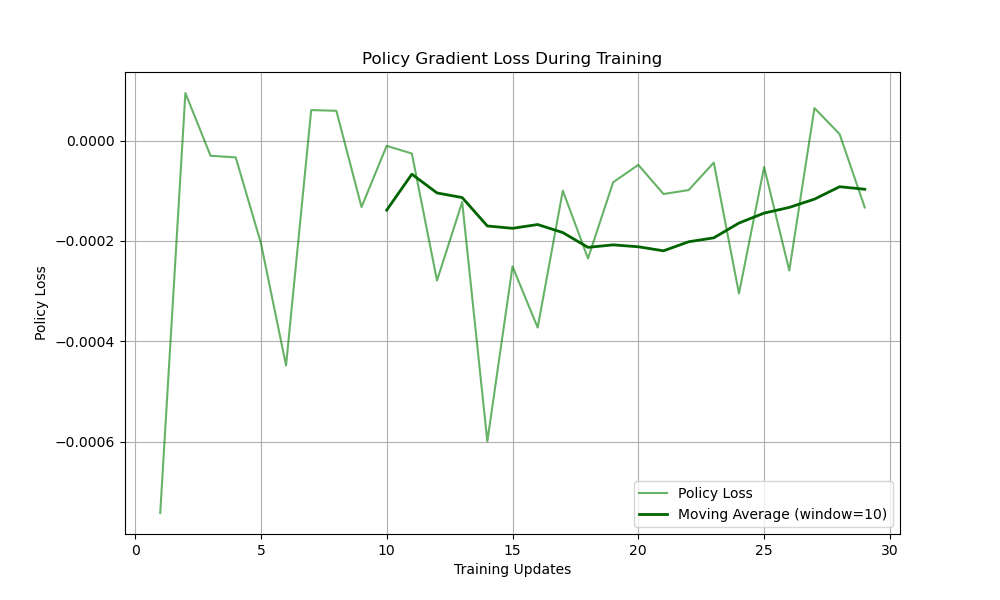 Policy Gradient Loss During Training
Policy Loss
0.0000
−0.0002
−0.0004
−0.0006
Policy Loss
Moving Average (window=10)
0 5 10 15 20 25 30
Training Updates